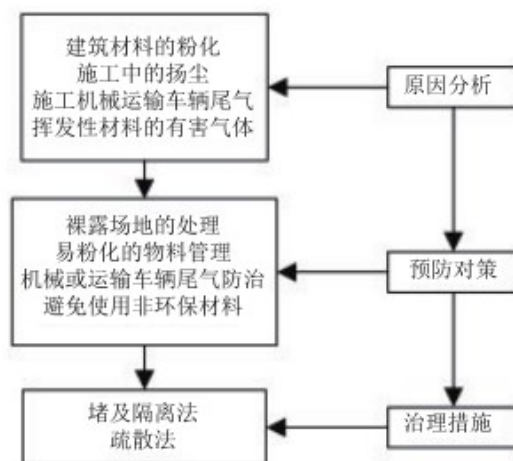 建筑材料的粉化
施工中的扬尘
施工机械运输车辆尾气
挥发性材料的有害气体
原因分析
裸露场地的处理
易粉化的物料管理
机械或运输车辆尾气防治
避免使用非环保材料
预防对策
堵及隔离法
疏散法
治理措施